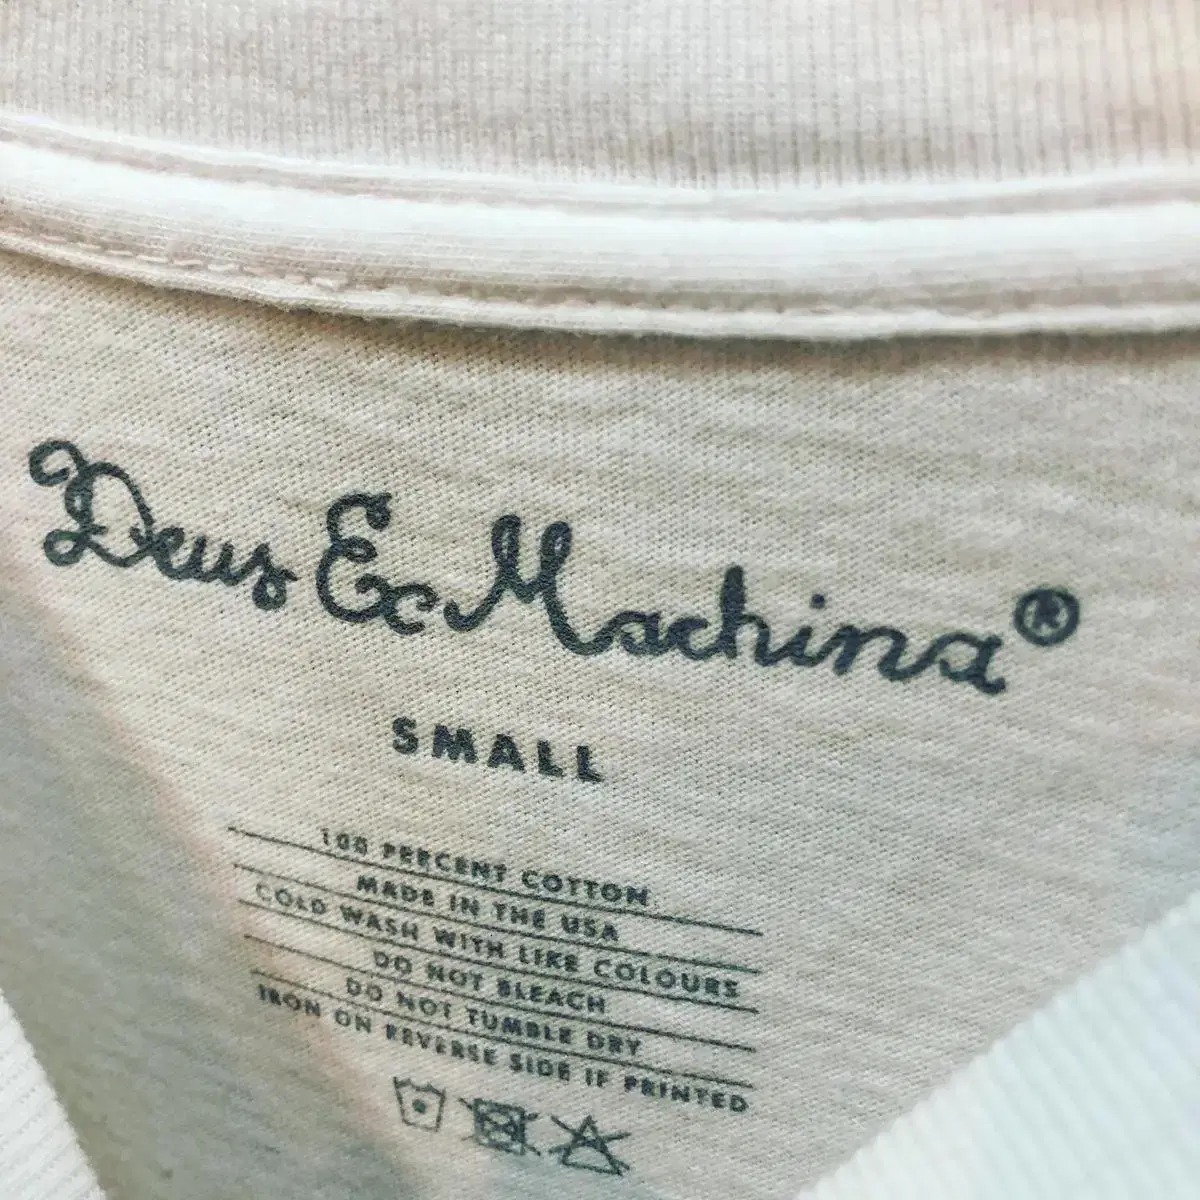 Deus Ex Machina®
SMALL
100 PERCENT COTTON
MADE IN THE USA
COLD WASH WITH LIKE COLOURS
DO NOT BLEACH
DO NOT TUMBLE DRY
IRON ON REVERSE SIDE IF PRINTED